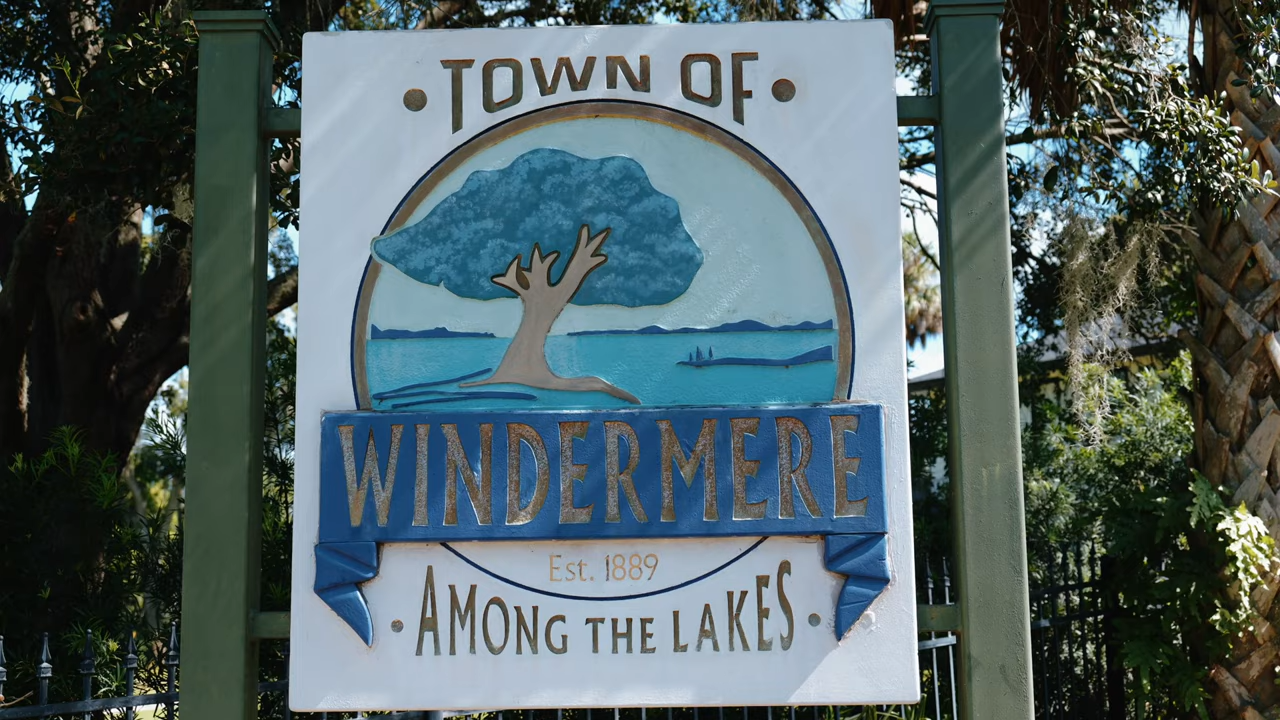 TOWN OF
WINDERMERE
Est. 1889
AMONG THE LAKES